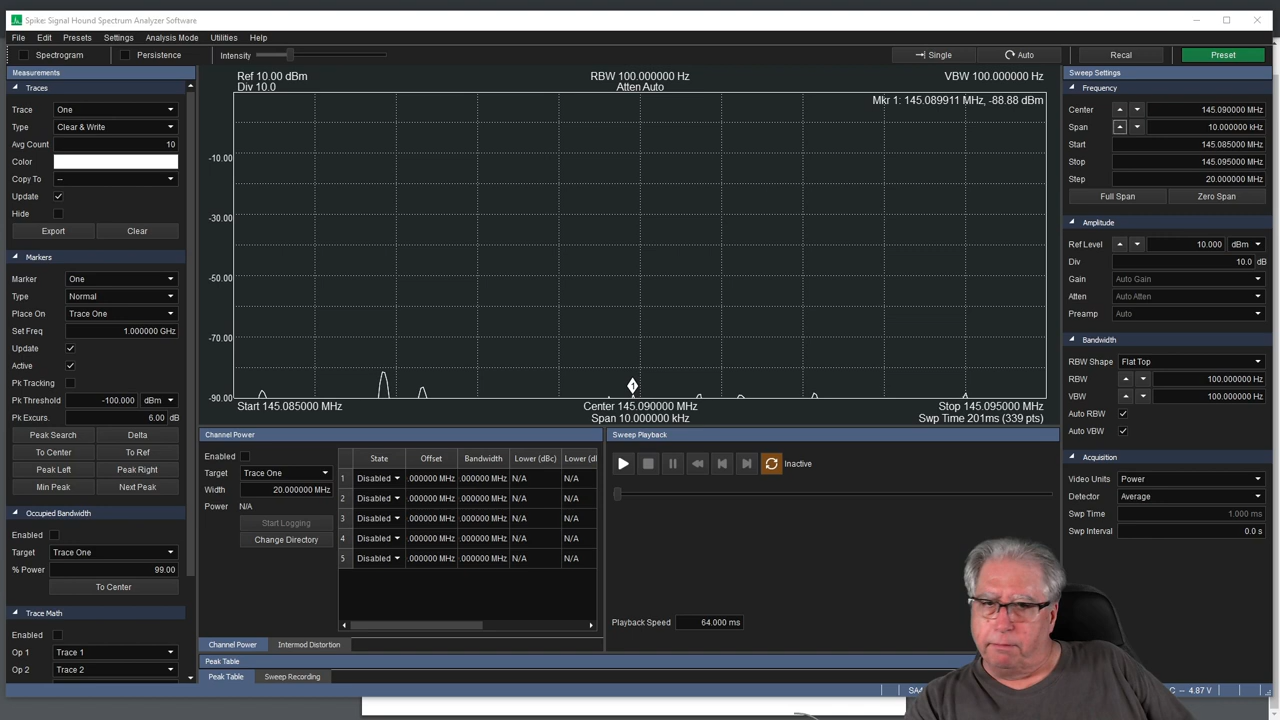 Spike: Signal Hound Spectrum Analyzer Software
File Edit Presets Settings Analysis Mode Utilities Help
Spectrogram Persistence Intensity Single Auto Recal Preset
Measurements
Traces
Trace One
Type Clear & Write
Avg Count 10
Color
Copy To --
Update
Hide
Export Clear
Markers
Marker One
Type Normal
Place On Trace One
Set Freq 1.000000 GHz
Update
Active
Pk Tracking
Pk Threshold -100.000 dBm
Pk Excurs. 6.00 dB
Peak Search Delta
To Center To Ref
Peak Left Peak Right
Min Peak Next Peak
Occupied Bandwidth
Enabled
Target Trace One
% Power 99.00
To Center
Trace Math
Enabled
Op 1 Trace 1
Op 2 Trace 2
Ref 10.00 dBm RBW 100.000000 Hz VBW 100.000000 Hz
Div 10.0 Atten Auto
Mkr 1: 145.089911 MHz, -88.88 dBm
-10.00
-30.00
-50.00
-70.00
-90.00
1
Start 145.085000 MHz Center 145.090000 MHz Stop 145.095000 MHz
Span 10.000000 kHz Swp Time 201ms (339 pts)
Channel Power
Enabled
Target Trace One
Width 20.000000 MHz
Power N/A
Start Logging
Change Directory
State Offset Bandwidth Lower (dBc)
1 Disabled .000000 MHz .000000 MHz N/A N/A
2 Disabled .000000 MHz .000000 MHz N/A N/A
3 Disabled .000000 MHz .000000 MHz N/A N/A
4 Disabled .000000 MHz .000000 MHz N/A N/A
5 Disabled .000000 MHz .000000 MHz N/A N/A
Channel Power Intermod Distortion
Sweep Playback
Inactive
Playback Speed 64.000 ms
Peak Table
Peak Table Sweep Recording
Sweep Settings
Frequency
Center 145.090000 MHz
Span 10.000000 kHz
Start 145.085000 MHz
Stop 145.095000 MHz
Step 20.000000 MHz
Full Span Zero Span
Amplitude
Ref Level 10.000 dBm
Div 10.0 dB
Gain Auto Gain
Atten Auto Atten
Preamp Auto
Bandwidth
RBW Shape Flat Top
RBW 100.000000 Hz
VBW 100.000000 Hz
Auto RBW
Auto VBW
Acquisition
Video Units Power
Detector Average
Swp Time 1.000 ms
Swp Interval 0.0 s
C -- 4.87 V